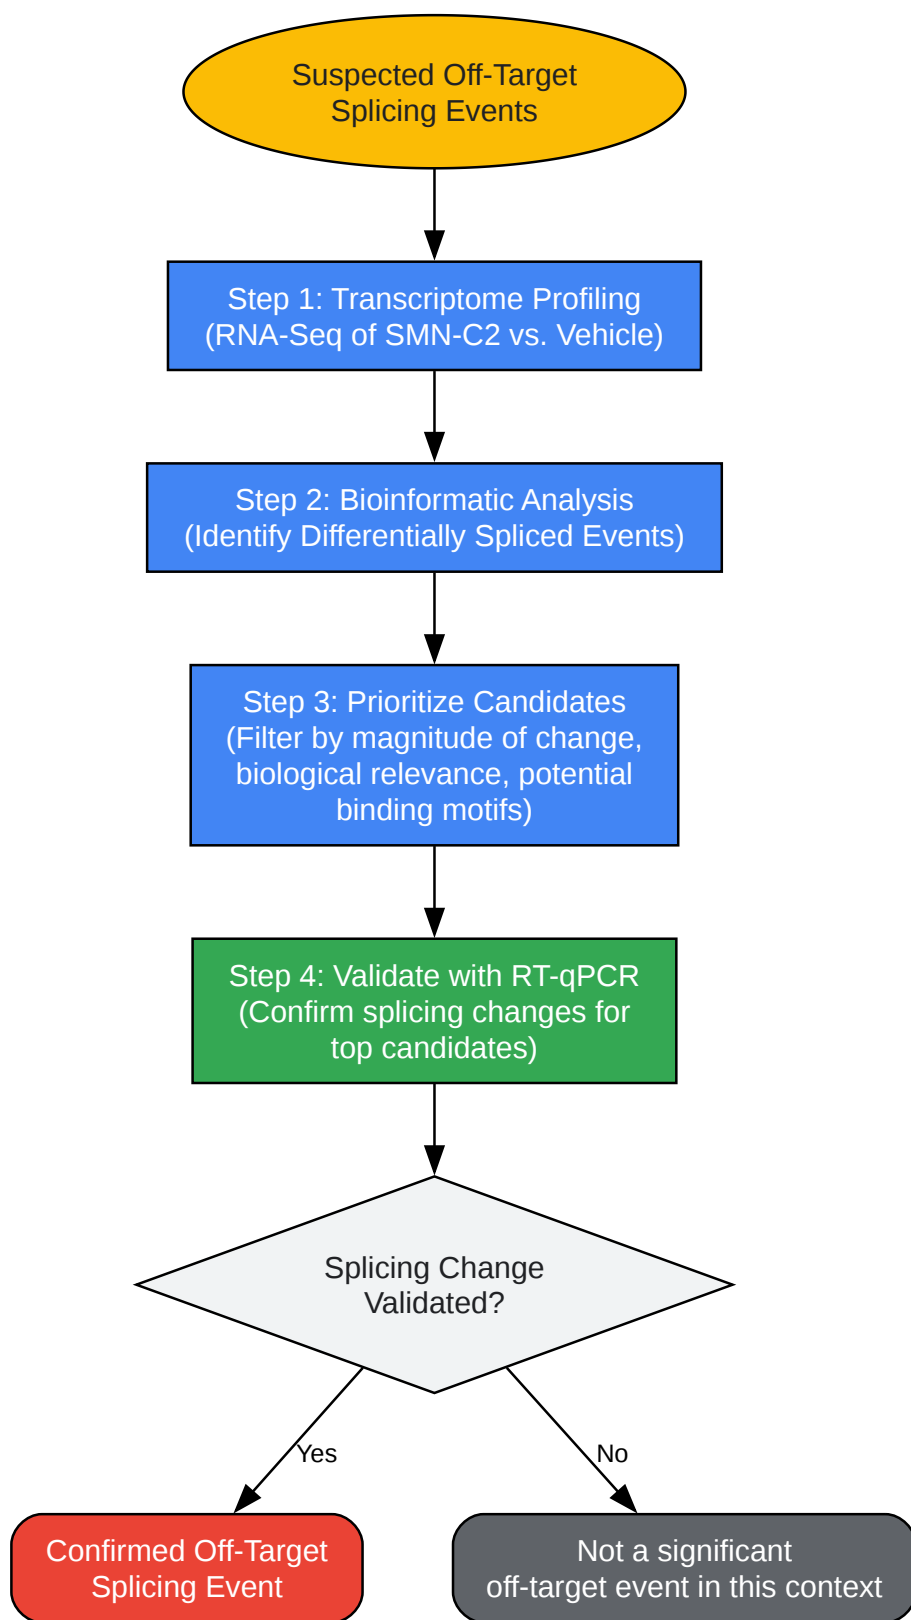 Suspected Off-Target
Splicing Events
Step 1: Transcriptome Profiling
(RNA-Seq of SMN-C2 vs. Vehicle)
Step 2: Bioinformatic Analysis
(Identify Differentially Spliced Events)
Step 3: Prioritize Candidates
(Filter by magnitude of change,
biological relevance, potential
binding motifs)
Step 4: Validate with RT-qPCR
(Confirm splicing changes for
top candidates)
Splicing Change
Validated?
Yes
No
Confirmed Off-Target
Splicing Event
Not a significant
off-target event in this context